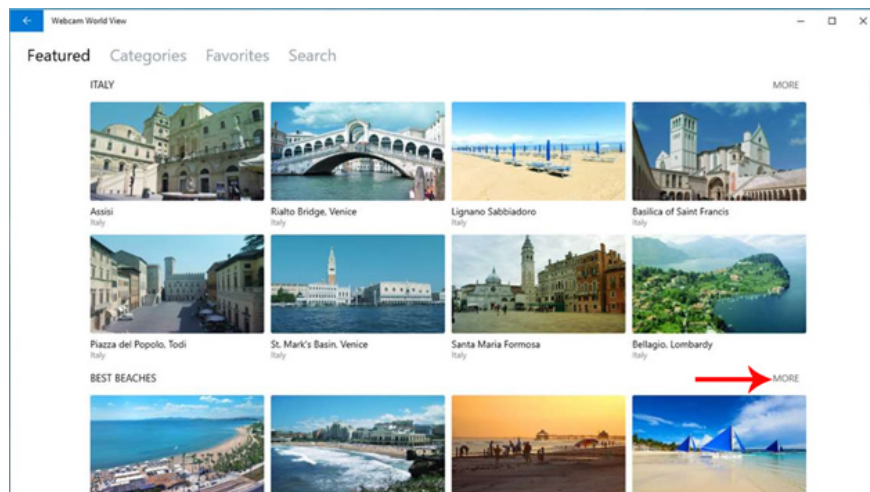 Webcam World View
Featured Categories Favorites Search
ITALY MORE
Assisi
Italy
Rialto Bridge, Venice
Italy
Lignano Sabbiadoro
Italy
Basilica of Saint Francis
Italy
Piazza del Popolo, Todi
Italy
St. Mark's Basin, Venice
Italy
Santa Maria Formosa
Italy
Bellagio, Lombardy
Italy
BEST BEACHES MORE